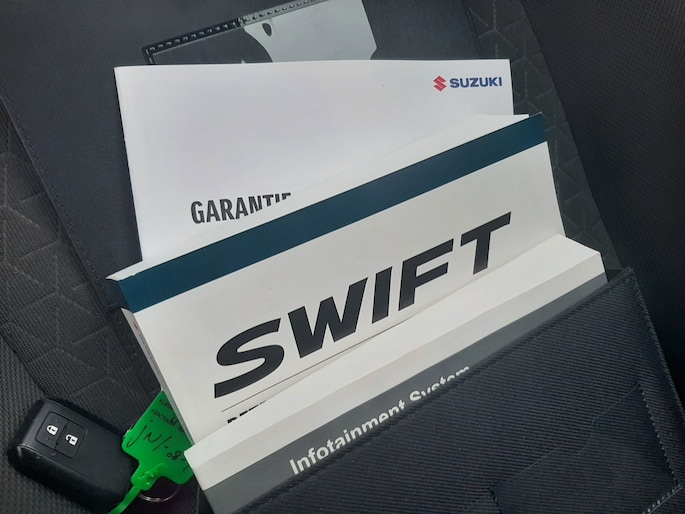 SUZUKI
GARANTIE
SWIFT
Infotainment System